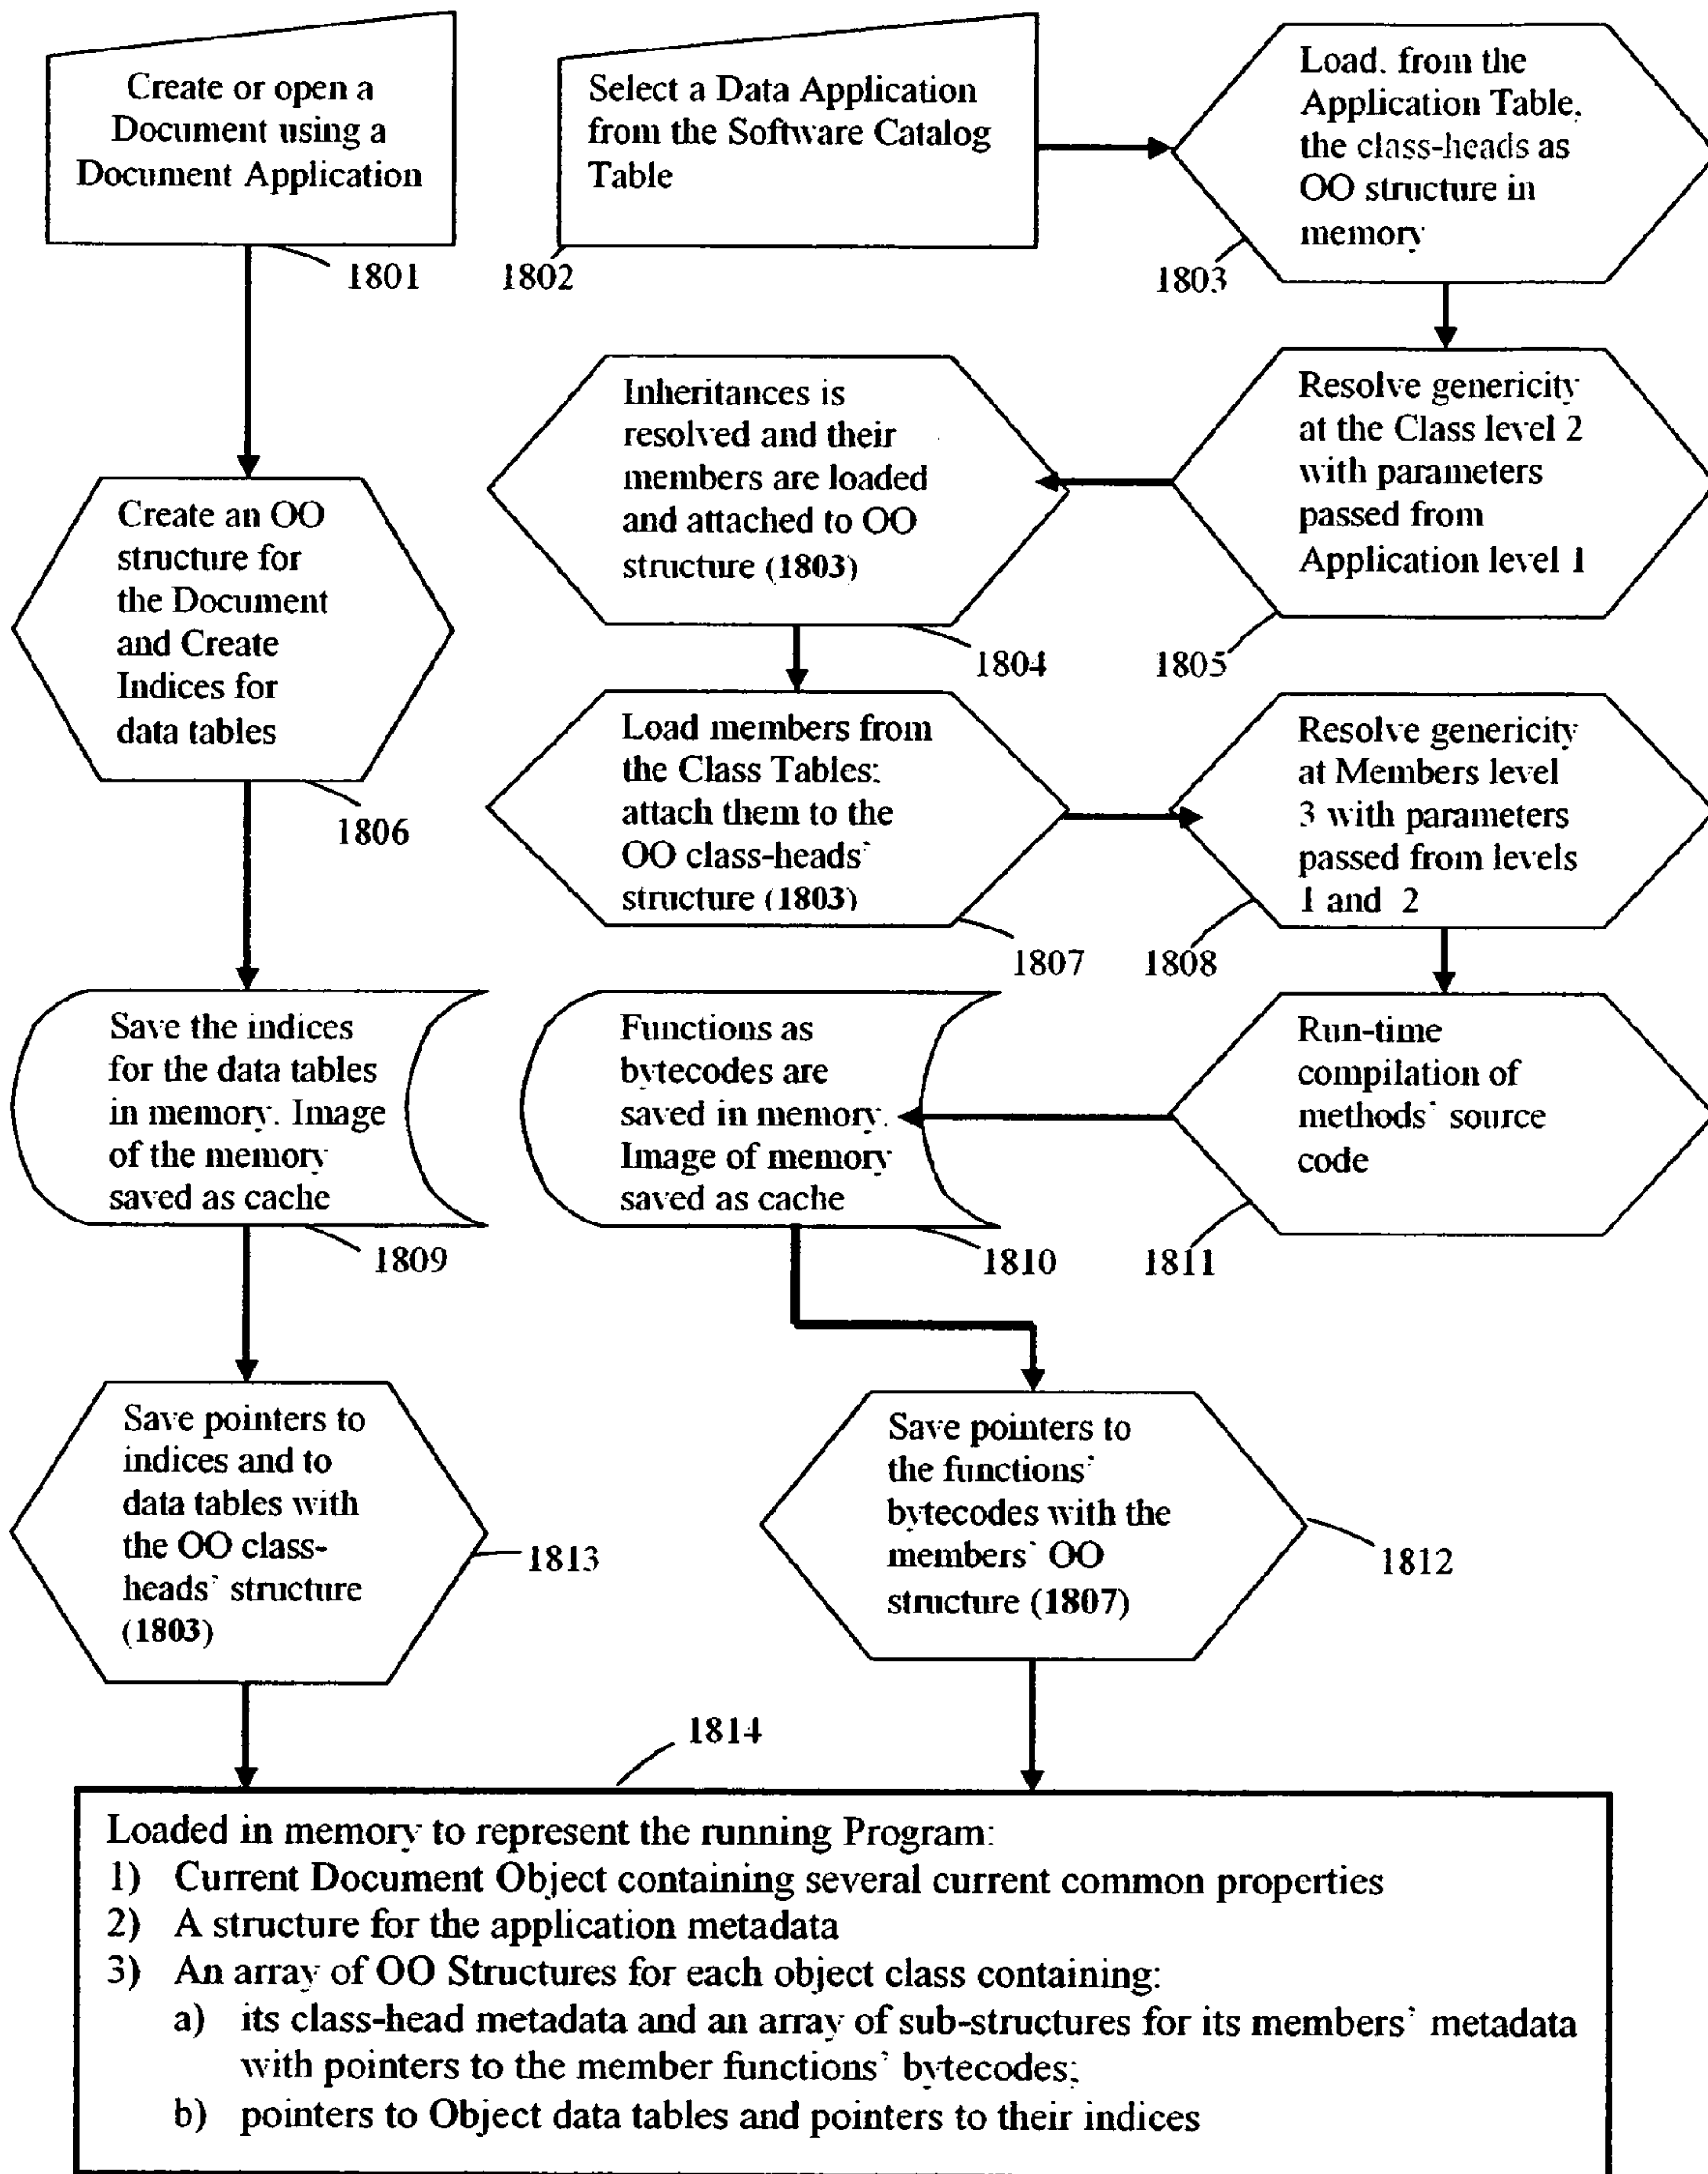 Create or open a
Document using a
Document Application
1801
Select a Data Application
from the Software Catalog
Table
1802
Load, from the
Application Table,
the class-heads as
OO structure in
memory
1803
Inheritances is
resolved and their
members are loaded
and attached to OO
structure (1803)
1804
Resolve genericity
at the Class level 2
with parameters
passed from
Application level 1
1805
Create an OO
structure for
the Document
and Create
Indices for
data tables
1806
Load members from
the Class Tables;
attach them to the
OO class-heads'
structure (1803)
1807
Resolve genericity
at Members level
3 with parameters
passed from levels
1 and 2
1808
Save the indices
for the data tables
in memory. Image
of the memory
saved as cache
1809
Functions as
bytecodes are
saved in memory.
Image of memory
saved as cache
1810
Run-time
compilation of
methods' source
code
1811
Save pointers to
indices and to
data tables with
the OO class-
heads' structure
(1803)
1813
Save pointers to
the functions'
bytecodes with the
members' OO
structure (1807)
1812
1814
Loaded in memory to represent the running Program:
1) Current Document Object containing several current common properties
2) A structure for the application metadata
3) An array of OO Structures for each object class containing:
a) its class-head metadata and an array of sub-structures for its members' metadata
with pointers to the member functions' bytecodes;
b) pointers to Object data tables and pointers to their indices